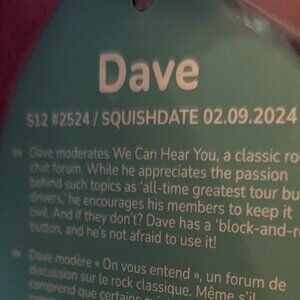 Dave
S12 #2524 / SQUISHDATE 02.09.2024
EN Dave moderates We Can Hear You, a classic ro
chat forum. While he appreciates the passion
behind such topics as 'all-time greatest tour bu
drivers,' he encourages his members to keep it
civil. And if they don't? Dave has a 'block-and-r
button, and he's not afraid to use it!
Dave modère « On vous entend », un forum de
discussion sur le rock classique. Même s'il
comprend que certains